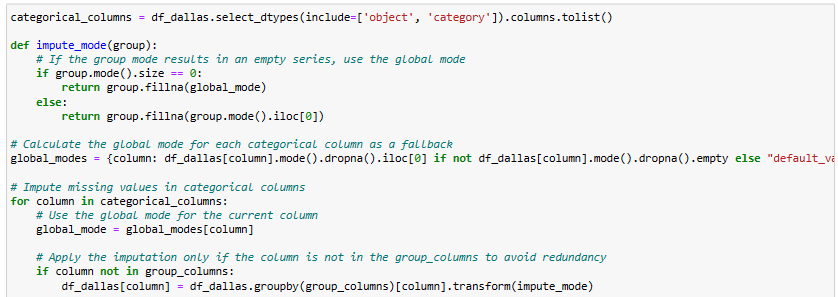 categorical_columns = df_dallas.select_dtypes(include=['object', 'category']).columns.tolist()
def impute_mode(group):
# If the group mode results in an empty series, use the global mode
if group.mode().size == 0:
return group.fillna(global_mode)
else:
return group.fillna(group.mode().iloc[0])
# Calculate the global mode for each categorical column as a fallback
global_modes = {column: df_dallas[column].mode().dropna().iloc[0] if not df_dallas[column].mode().dropna().empty else "default_va
# Impute missing values in categorical columns
for column in categorical_columns:
# Use the global mode for the current column
global_mode = global_modes[column]
# Apply the imputation only if the column is not in the group_columns to avoid redundancy
if column not in group_columns:
df_dallas[column] = df_dallas.groupby(group_columns)[column].transform(impute_mode)